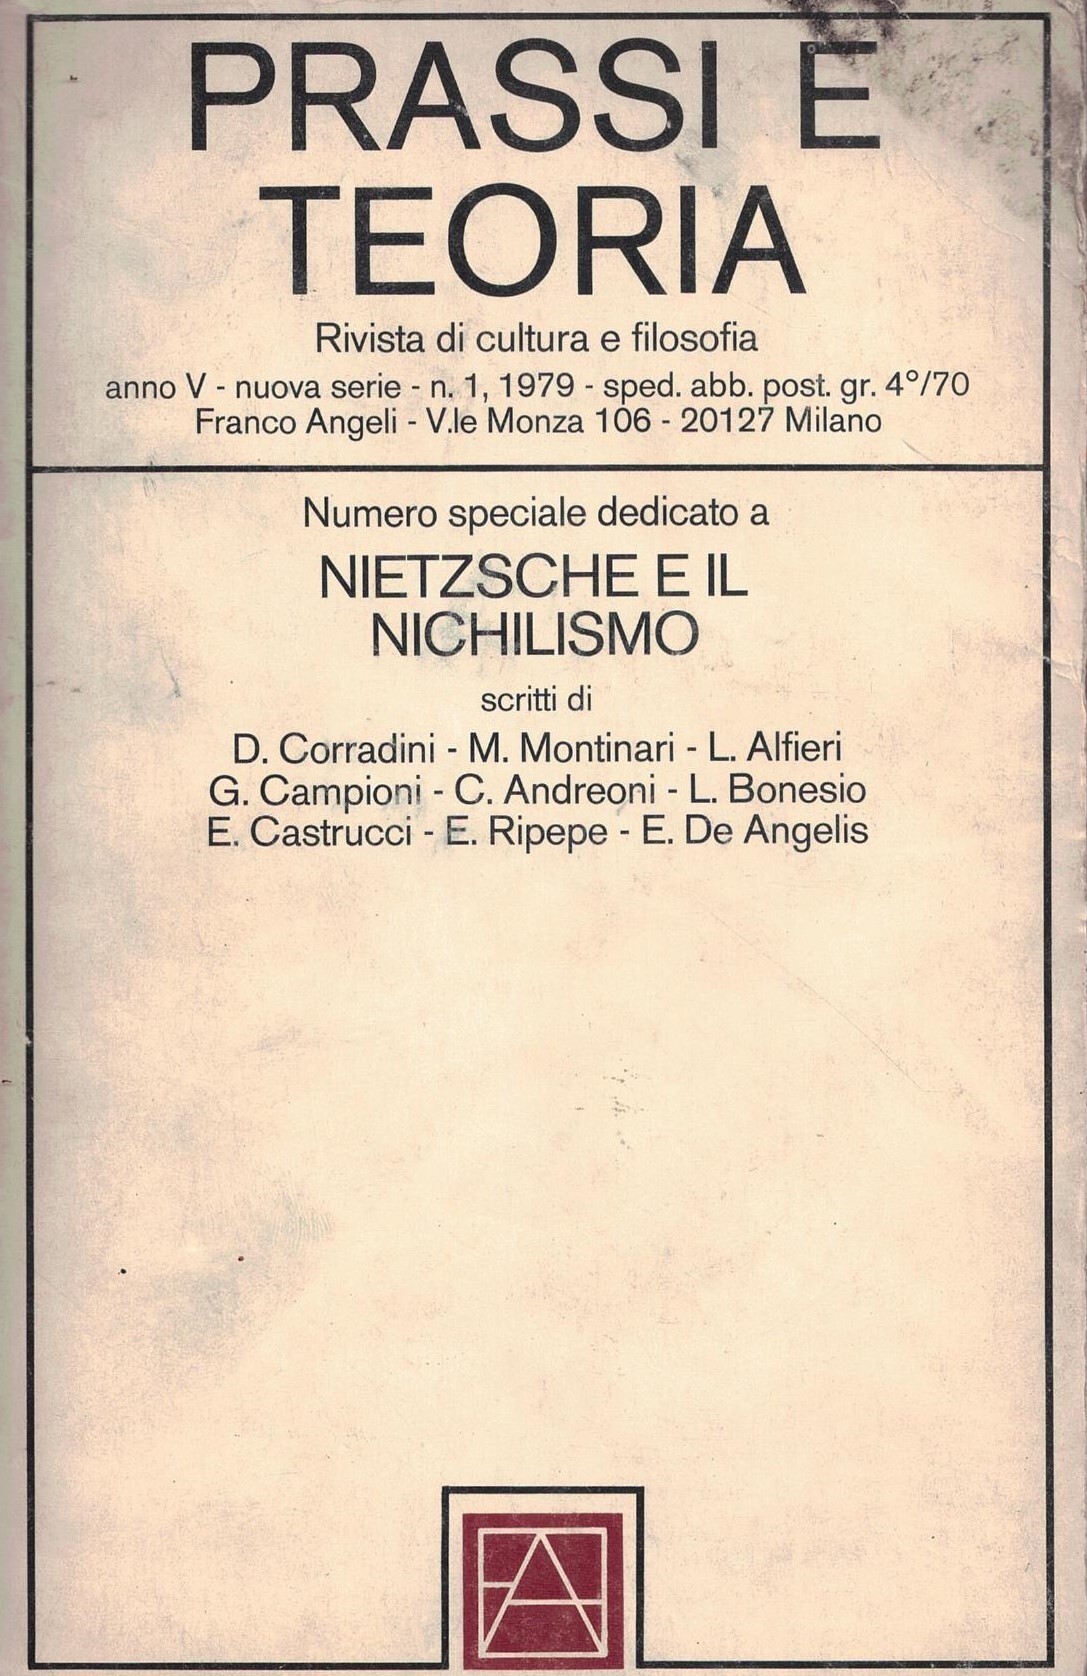 PRASSI E
TEORIA
Rivista di cultura e filosofia
anno V - nuova serie - n. 1, 1979 - sped. abb. post. gr. 4°/70
Franco Angeli - V.le Monza 106 - 20127 Milano
Numero speciale dedicato a
NIETZSCHE E IL
NICHILISMO
scritti di
D. Corradini - M. Montinari - L. Alfieri
G. Campioni - C. Andreoni - L. Bonesio
E. Castrucci - E. Ripepe - E. De Angelis
FA